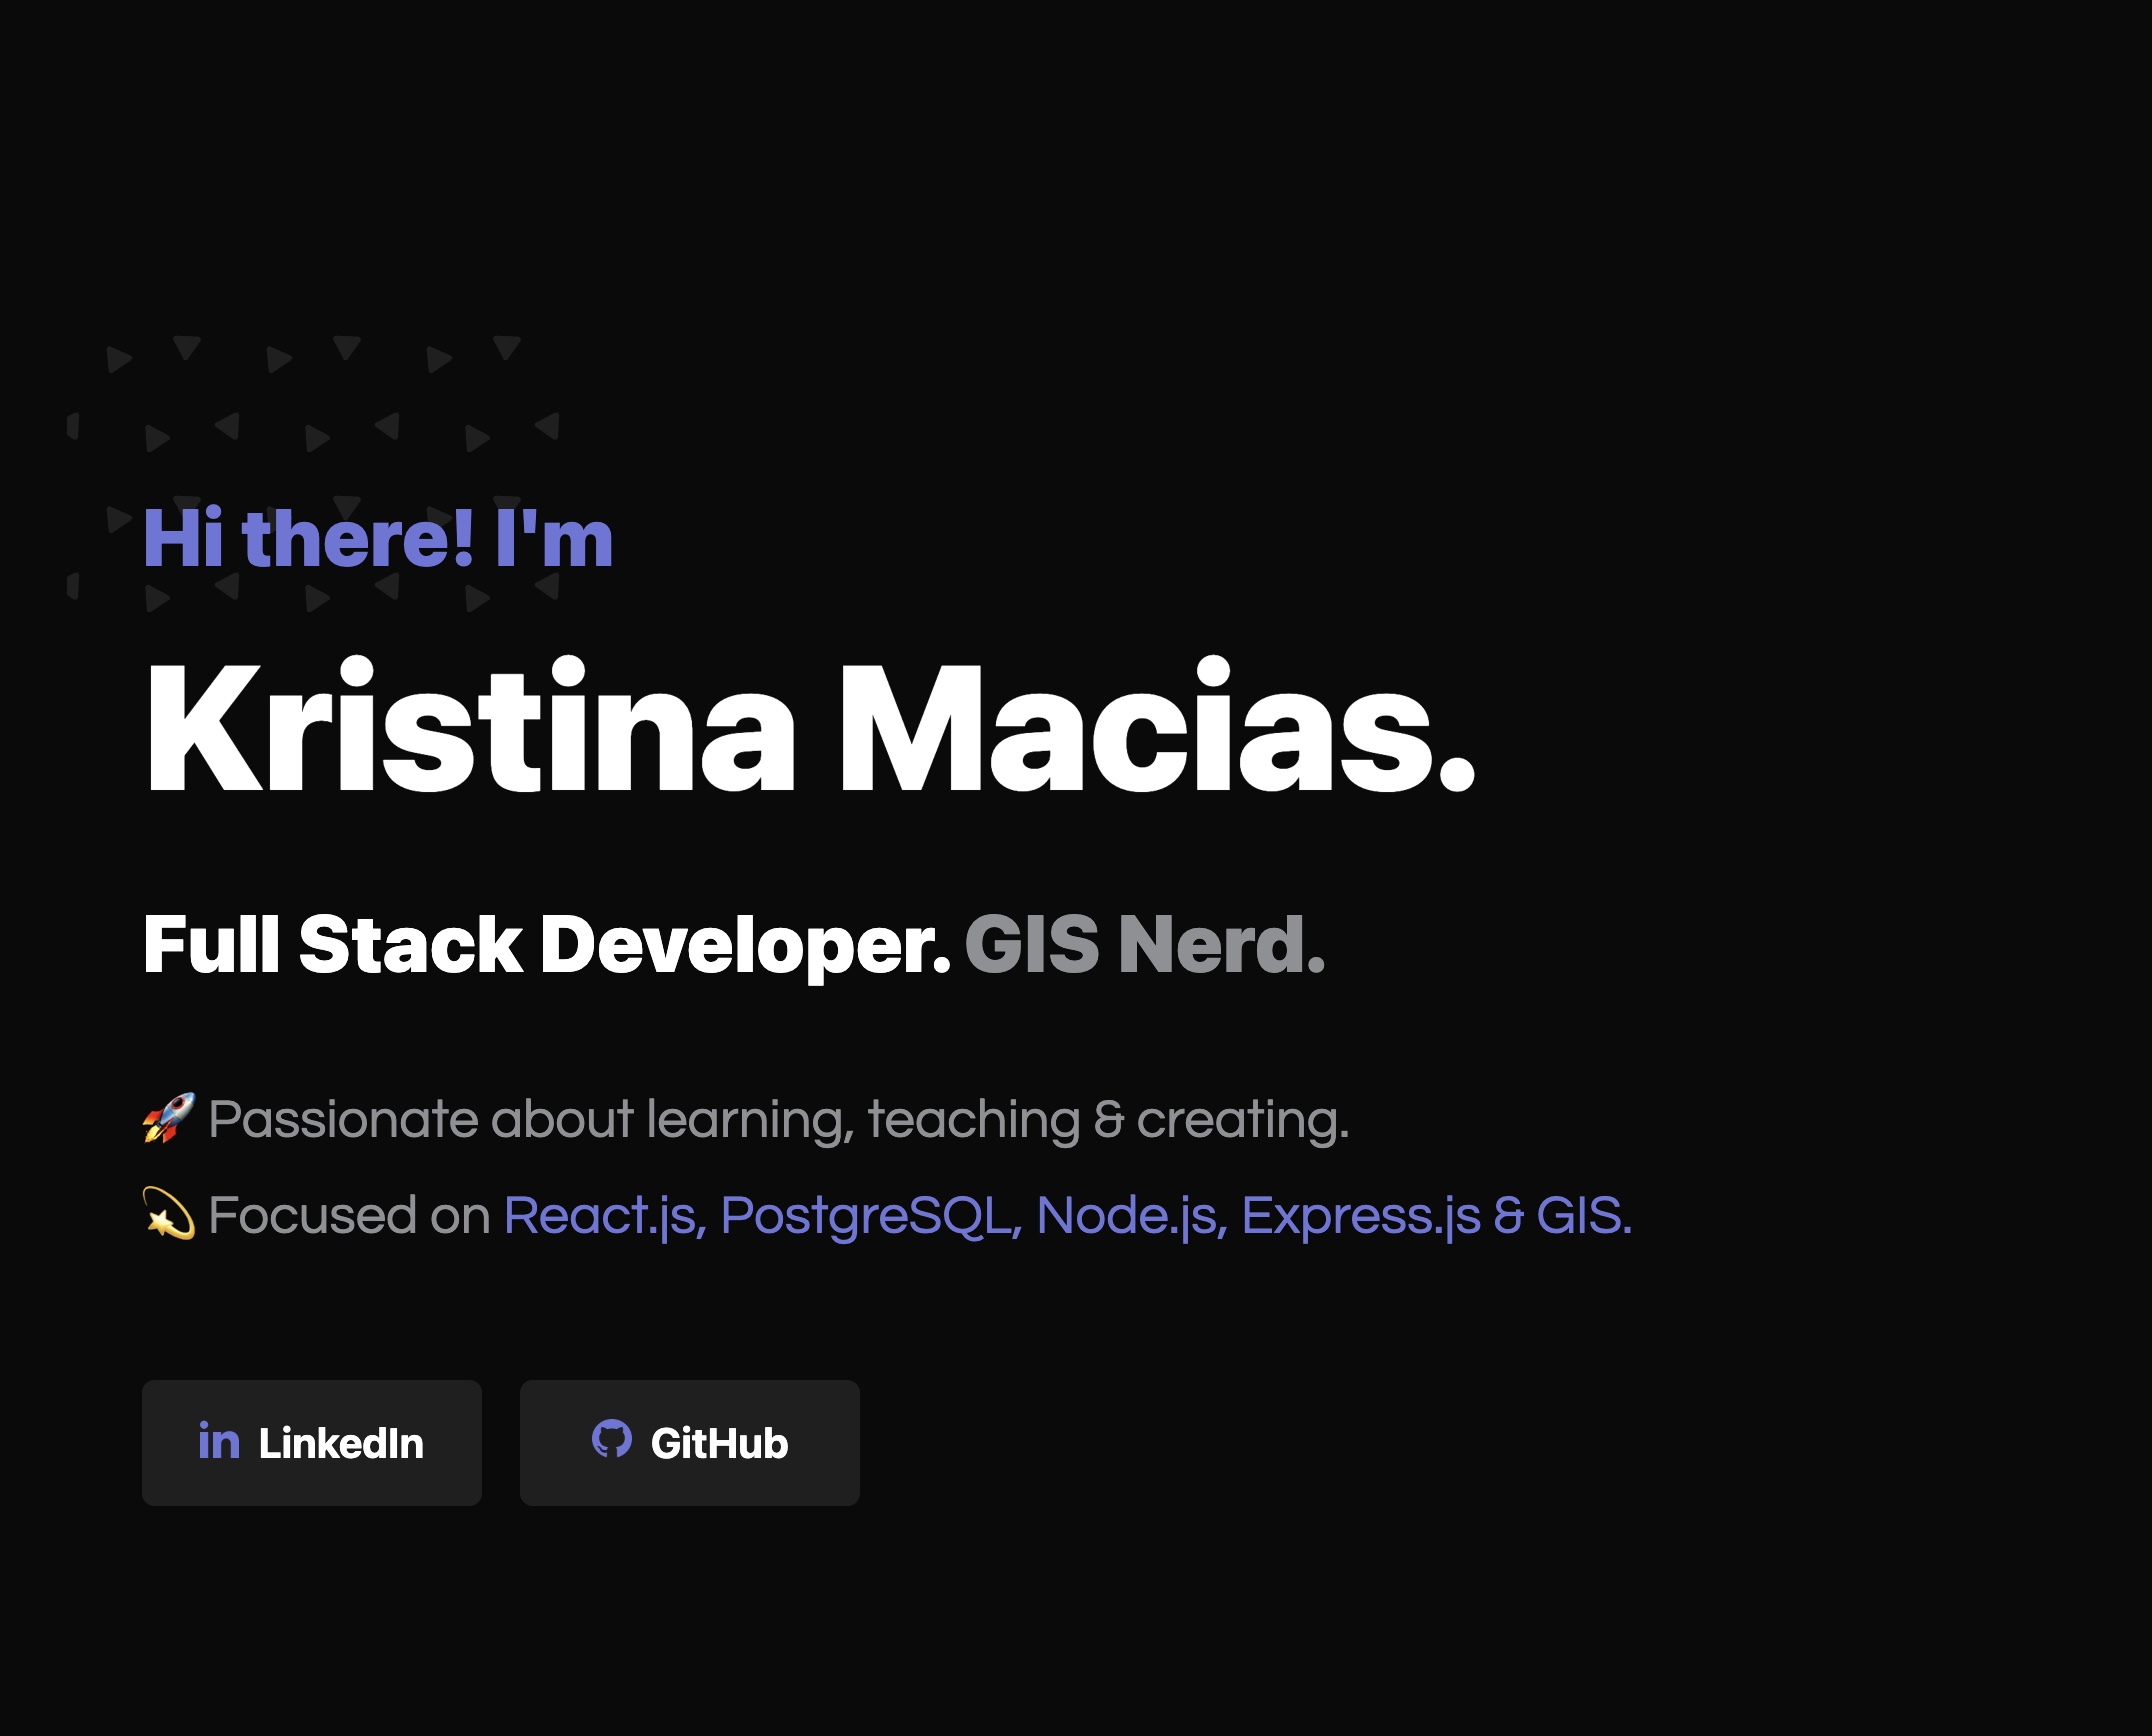 Hi there! I'm
Kristina Macias.
Full Stack Developer. GIS Nerd.
🚀 Passionate about learning, teaching & creating.
💫 Focused on React.js, PostgreSQL, Node.js, Express.js & GIS.
in LinkedIn
GitHub